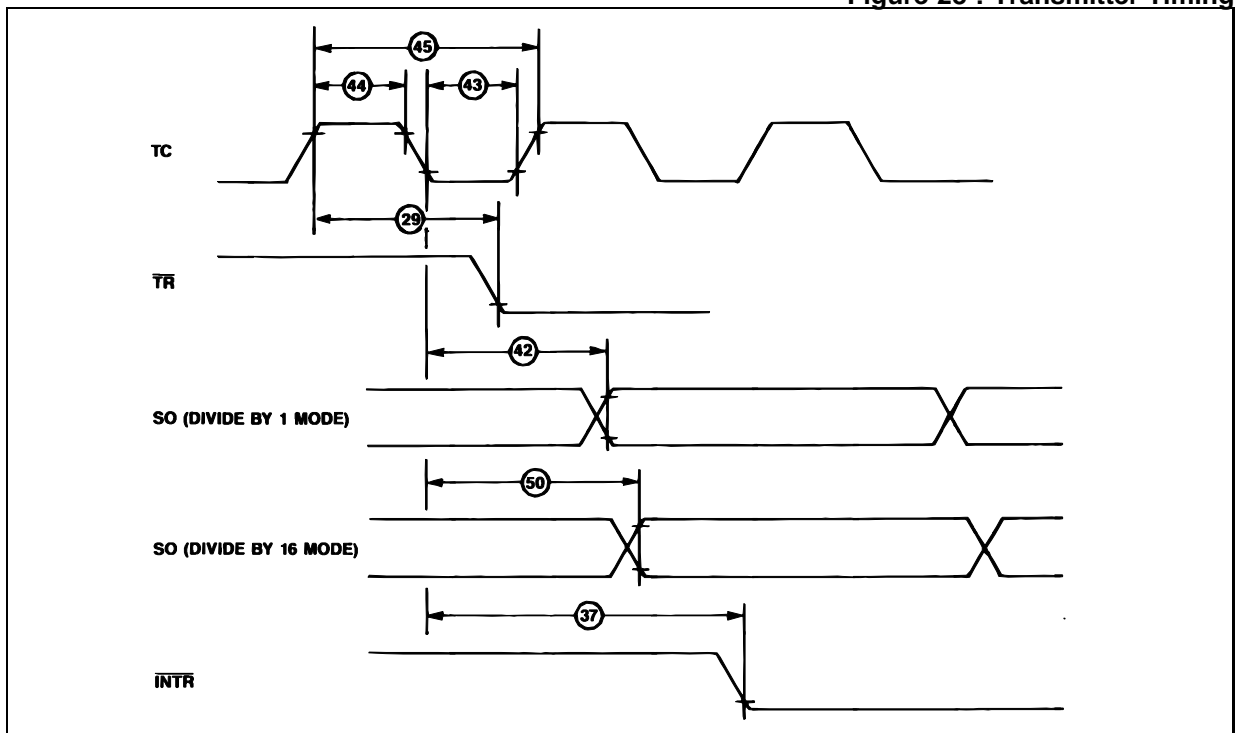 Figure 23 : Transmitter Timing
45
44
43
TC
29
TR
42
SO (DIVIDE BY 1 MODE)
50
SO (DIVIDE BY 16 MODE)
37
INTR